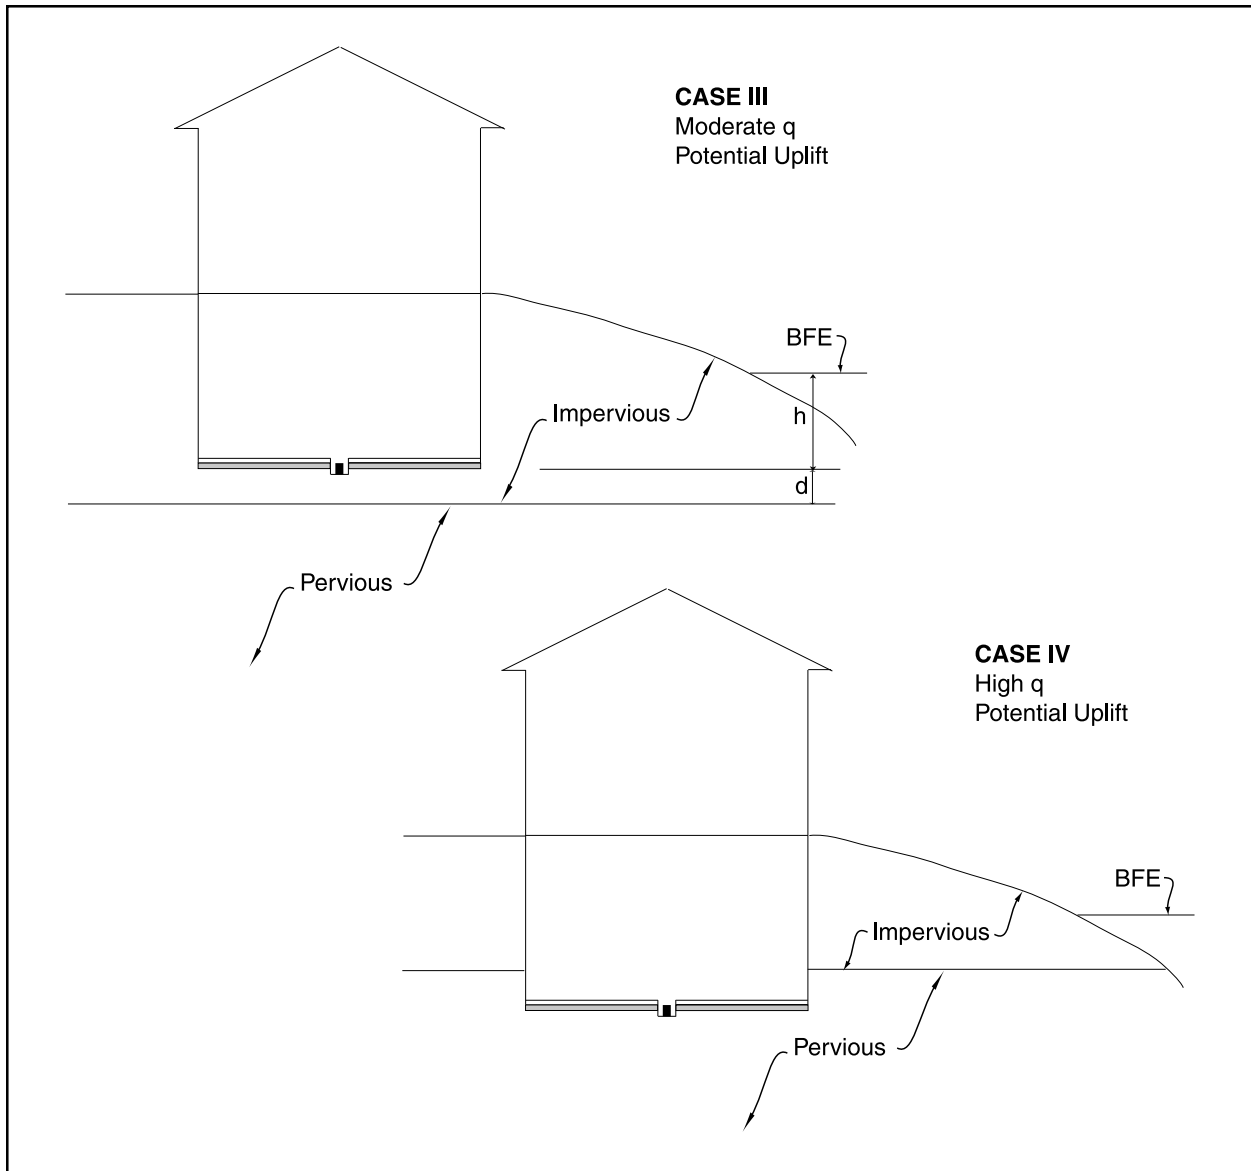 CASE III
Moderate q
Potential Uplift
BFE
h
Impervious
d
Pervious
CASE IV
High q
Potential Uplift
BFE
Impervious
Pervious